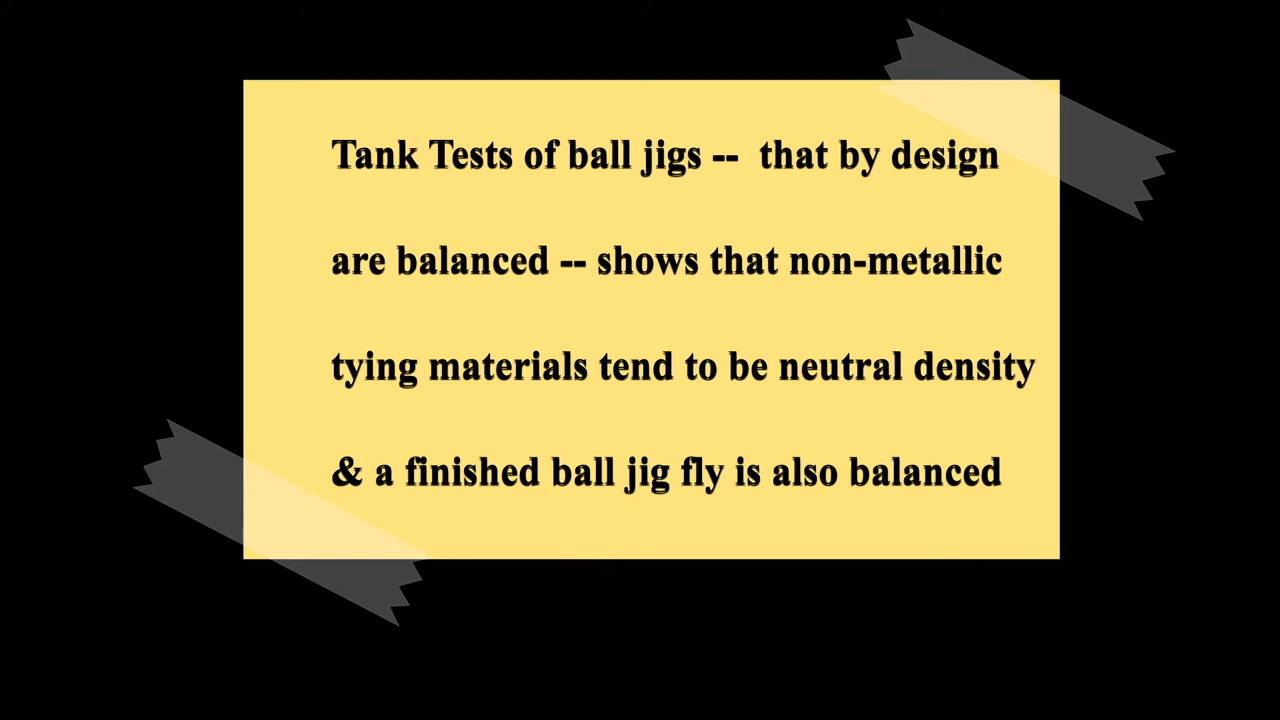 Tank Tests of ball jigs -- that by design
are balanced -- shows that non-metallic
tying materials tend to be neutral density
& a finished ball jig fly is also balanced